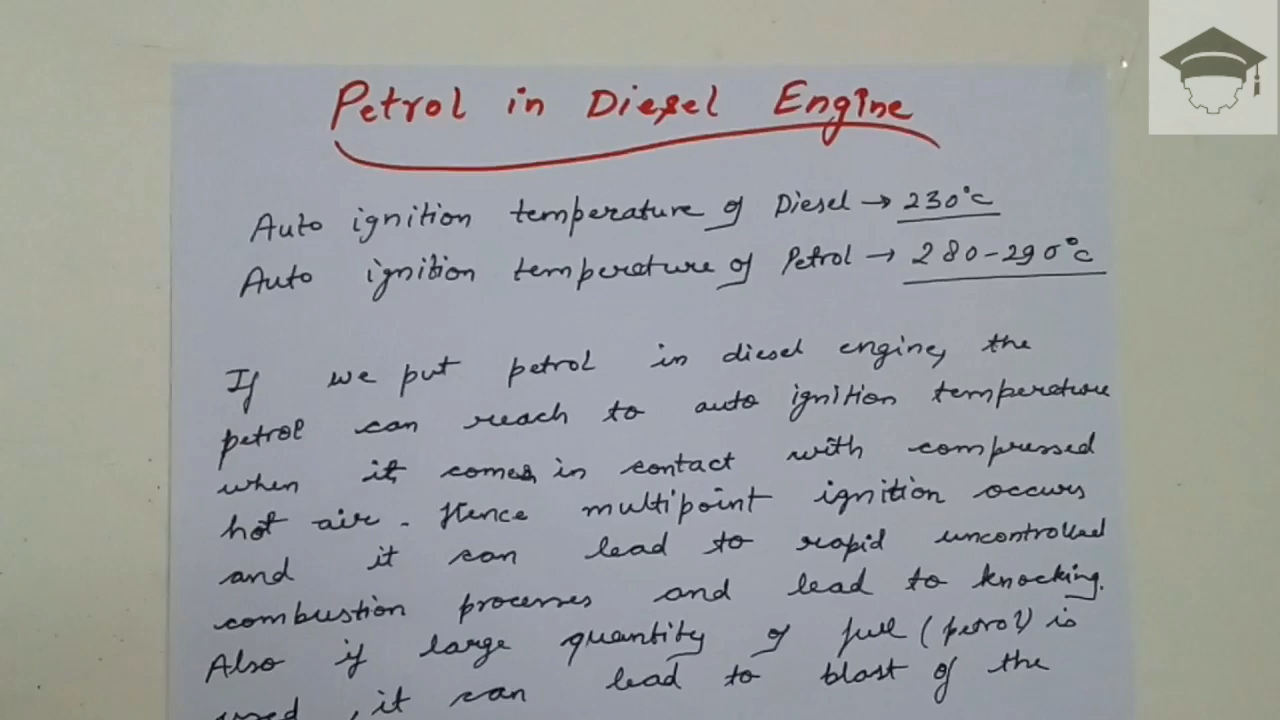 Petrol in Diesel Engine
Auto ignition temperature of Diesel → 230°C
Auto ignition temperature of Petrol → 280-290°C
If we put petrol in diesel engine, the
petrol can reach to auto ignition temperature
when it comes in contact with compressed
hot air. Hence multipoint ignition occurs
and it can lead to rapid uncontrolled
combustion processes and lead to knocking.
Also if large quantity of fuel (petrol) is
used, it can lead to blast of the